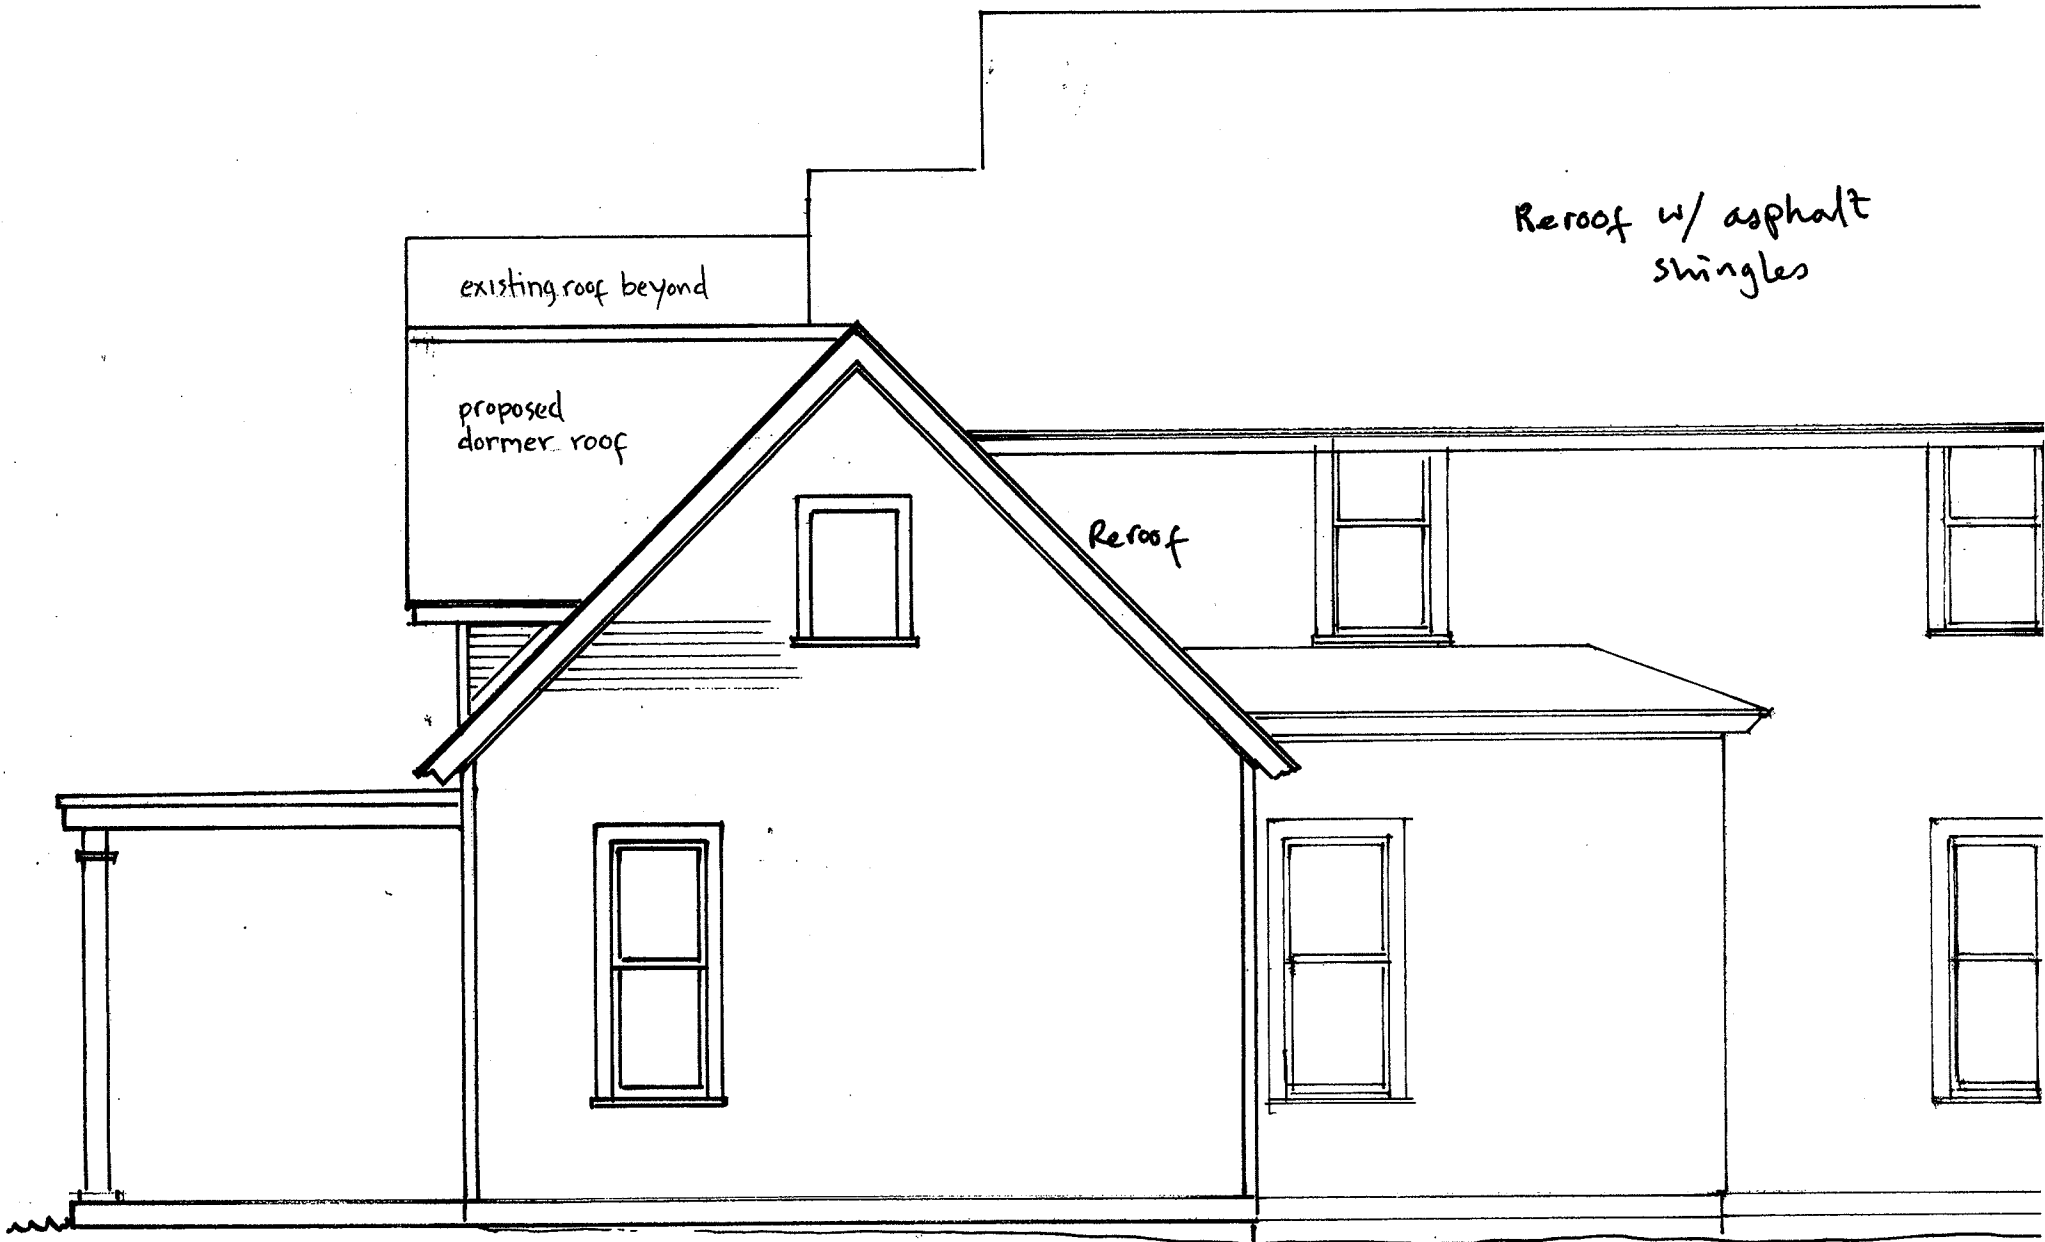 Reroof w/ asphalt
shingles
existing roof beyond
proposed
dormer roof
Reroof